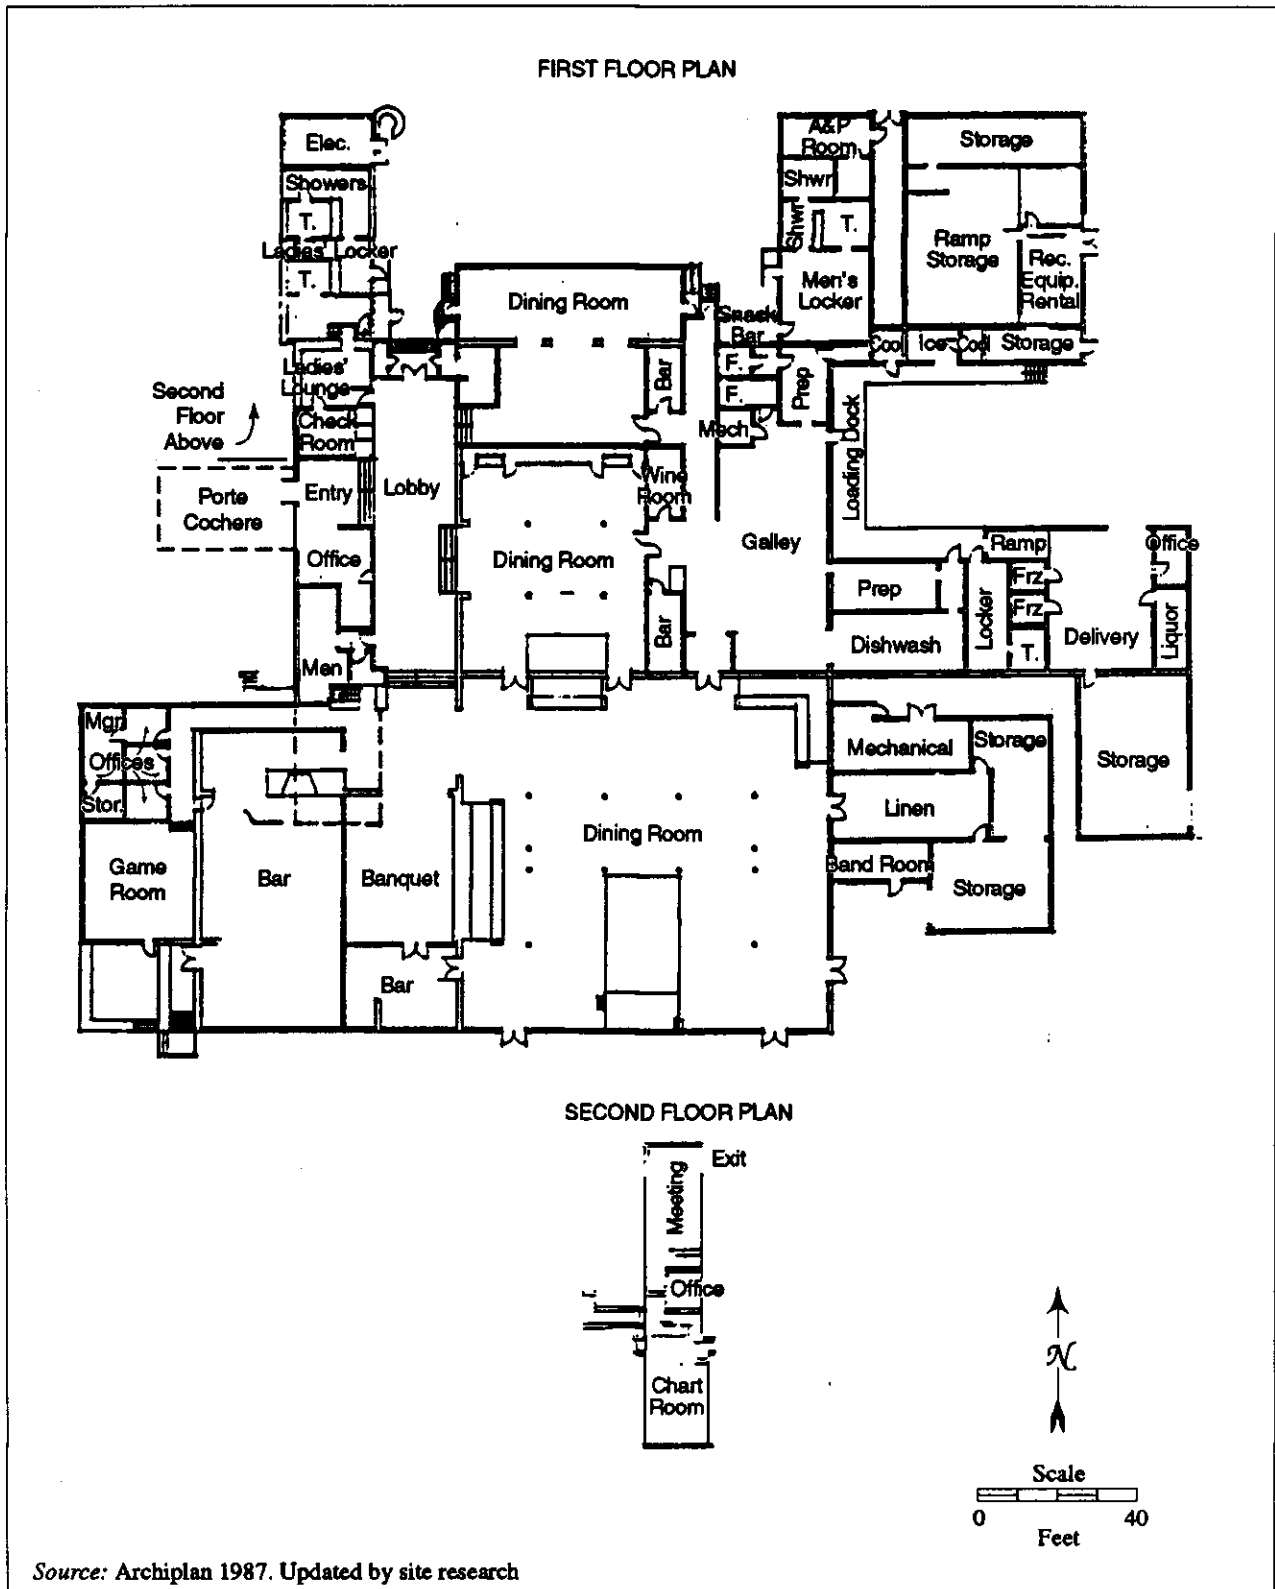 FIRST FLOOR PLAN
Elec.
A&P
Room
Storage
Showers
Shwr
T.
Shwr
T.
Ladies' Locker
T.
Ramp
Storage
Rec.
Equip.
Rental
Men's
Locker
Dining Room
Snack
Bar
Cool
Ice
Cool
Storage
Ladies'
Lounge
Bar
F.
F.
Prep
Second
Floor
Above
Check
Room
Mech
Loading Dock
Porte
Cochere
Entry
Lobby
Wine
Room
Galley
Office
Dining Room
Ramp
Office
Prep
Frz
Frz
Locker
Bar
Dishwash
T.
Delivery
Liquor
Men
Mgr.
Offices
Stor.
Mechanical
Storage
Storage
Linen
Dining Room
Game
Room
Bar
Banquet
Band Room
Storage
Bar
SECOND FLOOR PLAN
Exit
Meeting
Office
Chart
Room
N
Scale
0 40
Feet
Source: Archiplan 1987. Updated by site research